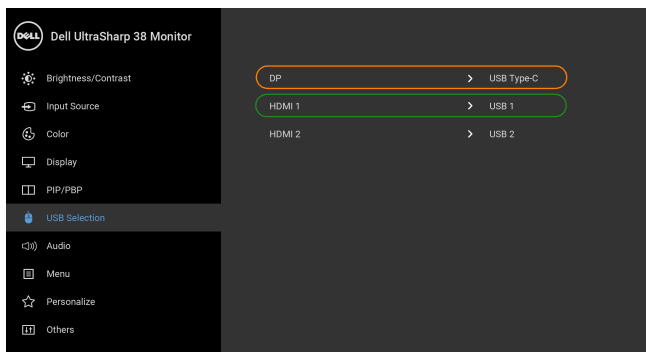 DELL Dell UltraSharp 38 Monitor
Brightness/Contrast
Input Source
Color
Display
PIP/PBP
USB Selection
Audio
Menu
Personalize
Others
DP > USB Type-C
HDMI 1 > USB 1
HDMI 2 > USB 2